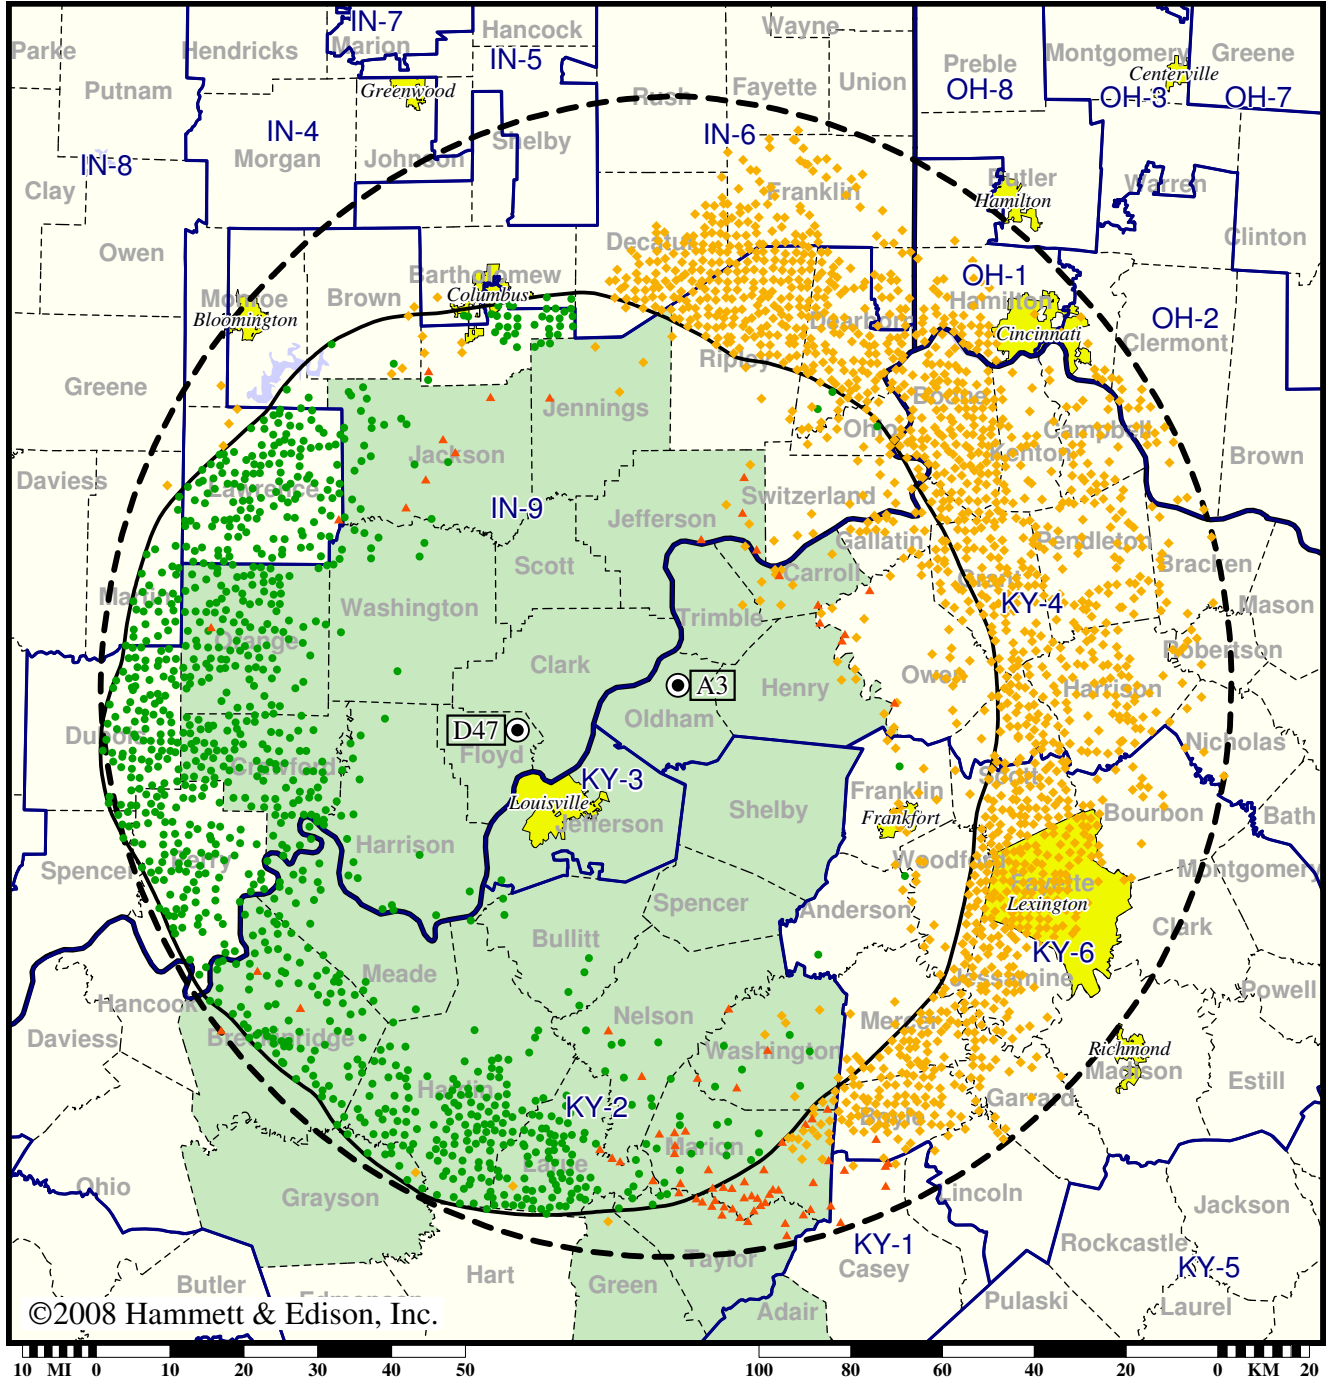 IN-7
Hancock
Wayne
Parke
Hendricks
Marion
IN-5
Montgomery
Greene
Preble
Centerville
Putnam
Greenwood
Rush
Fayette
Union
OH-8
OH-3
OH-7
IN-4
IN-6
Shelby
IN-8
Morgan
Johnson
Clay
Franklin
Butler
Warren
Hamilton
Owen
Decatur
Clinton
Bartholomew
OH-1
Monroe
Brown
Columbus
Hamilton
Bloomington
Dearborn
Cincinnati
OH-2
Clermont
Greene
Ripley
Jennings
Boone
Ohio
Campbell
Jackson
Kenton
Brown
Daviess
Lawrence
Switzerland
IN-9
Jefferson
Gallatin
Pendleton
Scott
Carroll
Grant
Bracken
Martin
Washington
Trimble
KY-4
Mason
Orange
Clark
Robertson
Owen
A3
Henry
Harrison
Oldham
D47
Dubois
Floyd
Nicholas
Crawford
KY-3
Scott
Louisville
Shelby
Franklin
Bourbon
Bath
Jefferson
Frankfort
Harrison
Perry
Woodford
Spencer
Montgomery
Fayette
Spencer
Lexington
Anderson
Clark
Bullitt
KY-6
Meade
Jessamine
Hancock
Powell
Nelson
Mercer
Daviess
Breckinridge
Washington
Richmond
Madison
Hardin
Estill
KY-2
Garrard
Boyle
Marion
Larue
Ohio
Grayson
Lincoln
Jackson
KY-1
Rockcastle
Taylor
Casey
KY-5
Butler
Hart
Green
Edmonson
Adair
Pulaski
Laurel
©2008 Hammett & Edison, Inc.
10 MI 0 10 20 30 40 50 100 80 60 40 20 0 KM 20